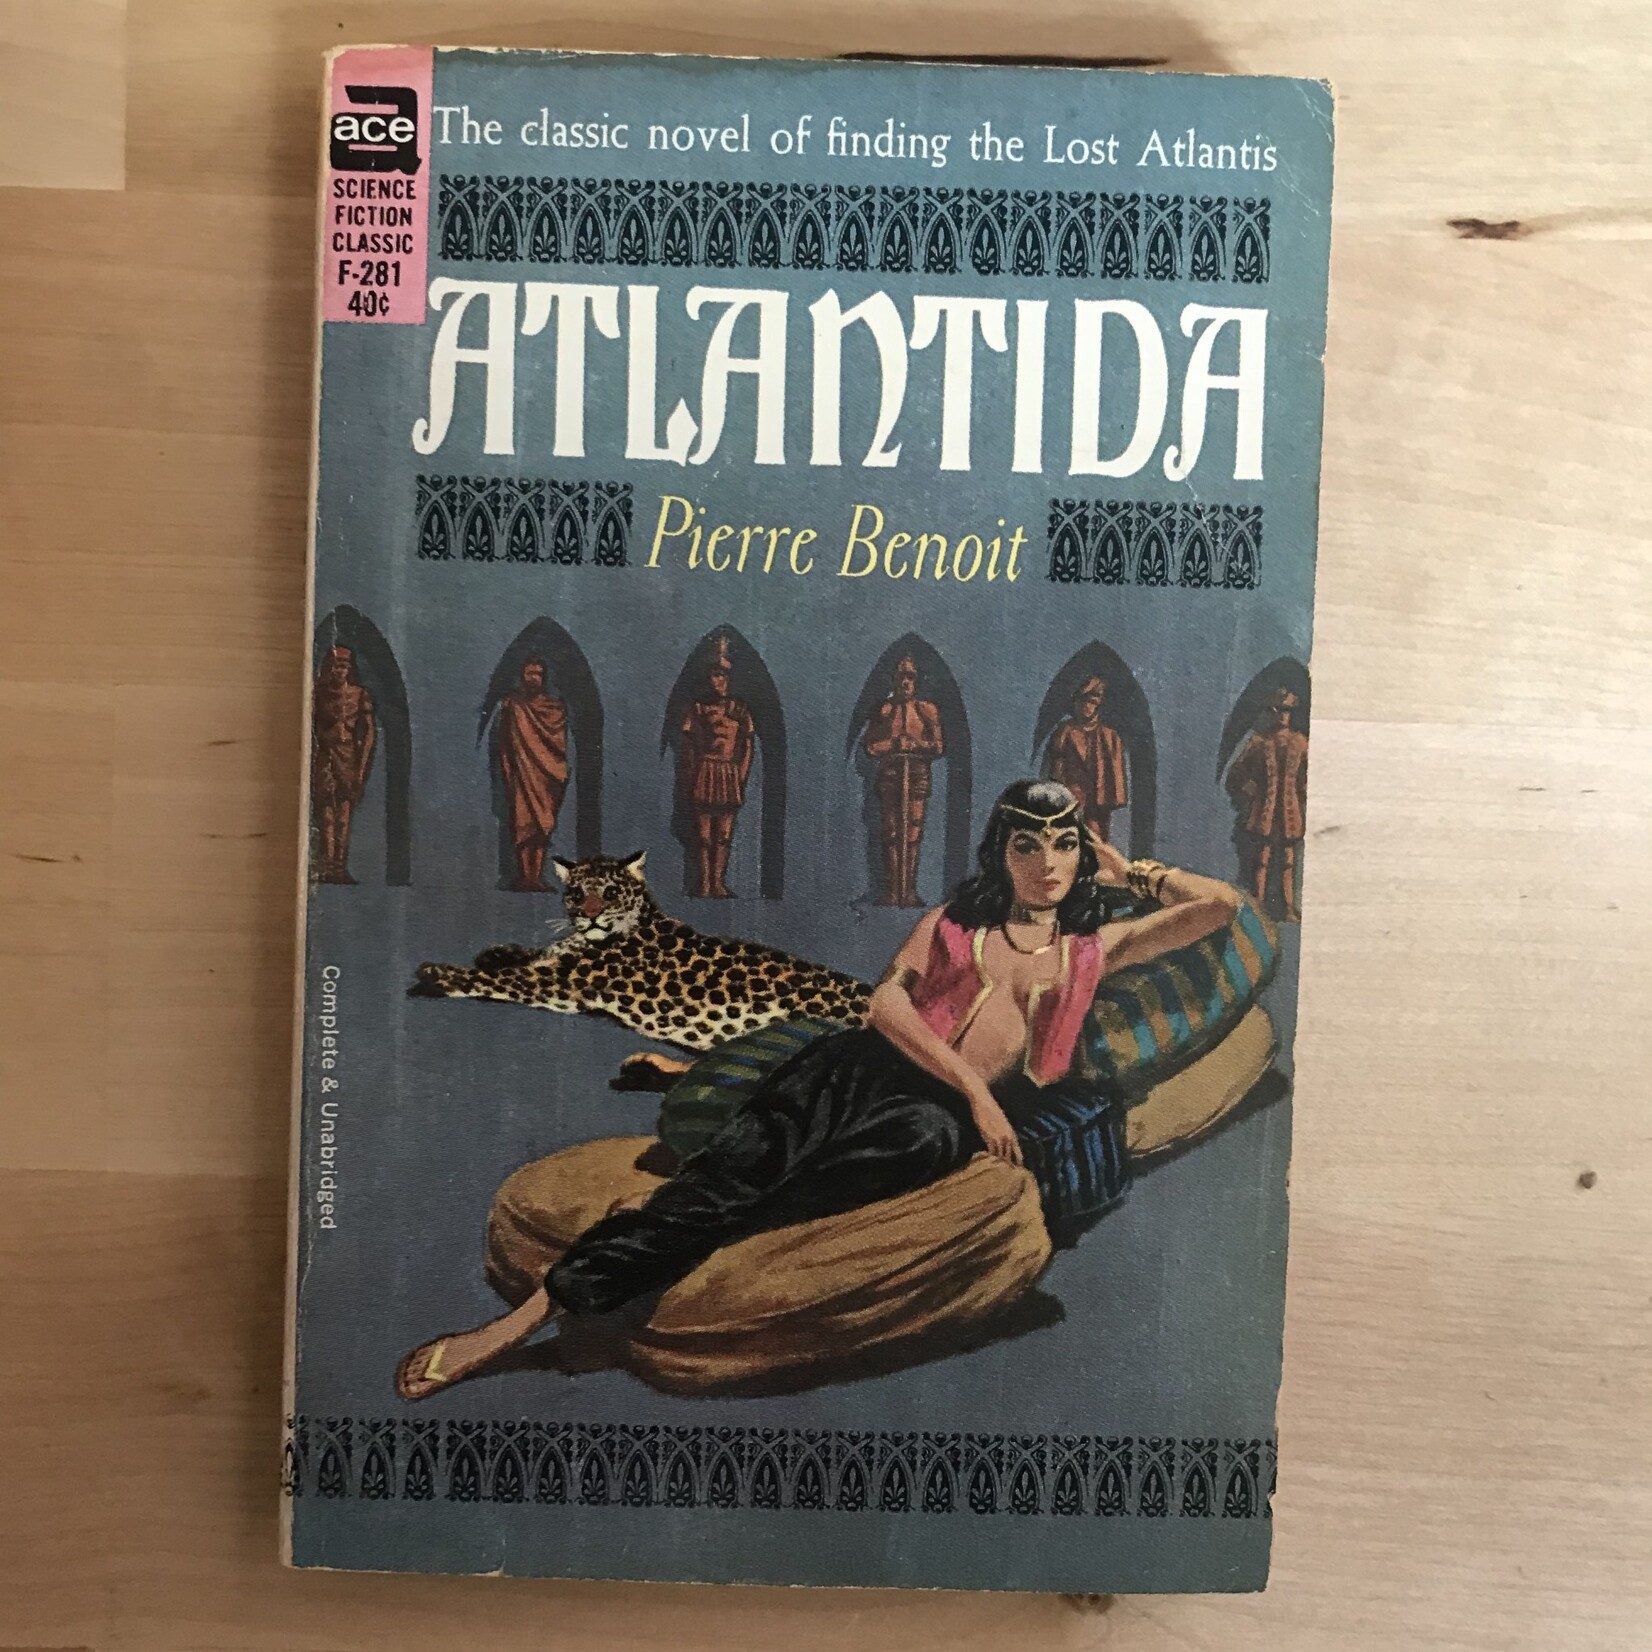 ace
SCIENCE
FICTION
CLASSIC
F-281
40¢
The classic novel of finding the Lost Atlantis
ATLANTIDA
Pierre Benoit
Complete & Unabridged